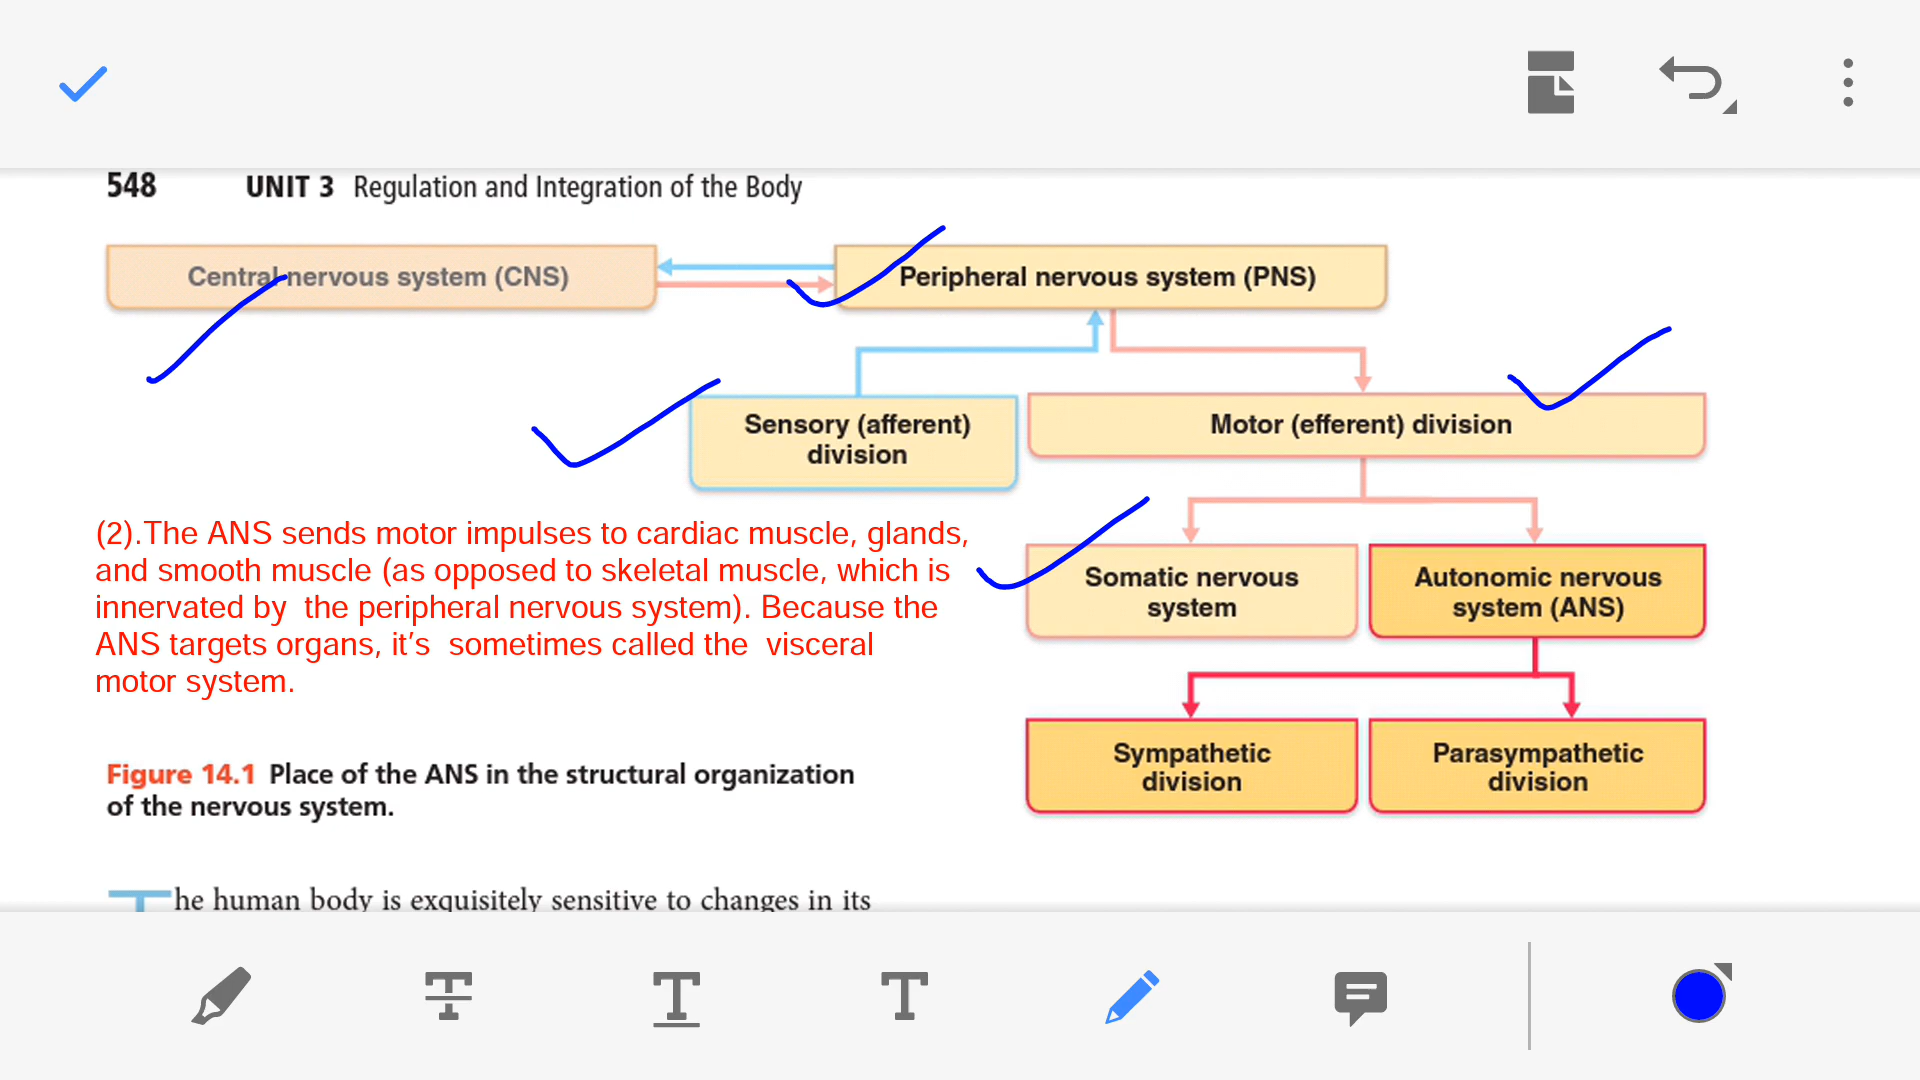 548 UNIT 3 Regulation and Integration of the Body
Central nervous system (CNS)
Peripheral nervous system (PNS)
Sensory (afferent)
division
Motor (efferent) division
(2).The ANS sends motor impulses to cardiac muscle, glands,
and smooth muscle (as opposed to skeletal muscle, which is
innervated by the peripheral nervous system). Because the
ANS targets organs, it’s sometimes called the visceral
motor system.
Somatic nervous
system
Autonomic nervous
system (ANS)
Sympathetic
division
Parasympathetic
division
Figure 14.1 Place of the ANS in the structural organization
of the nervous system.
The human body is exquisitely sensitive to changes in its